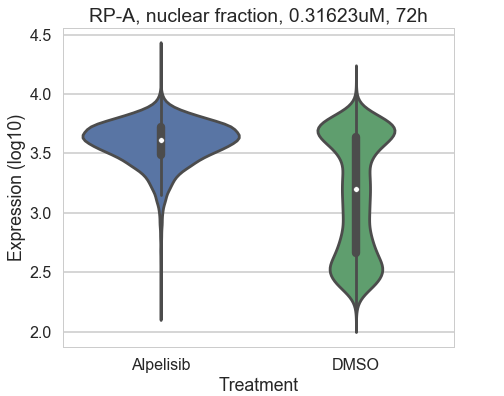 RP-A, nuclear fraction, 0.31623uM, 72h
4.5
4.0
3.5
3.0
2.5
2.0
Expression (log10)
Alpelisib DMSO
Treatment